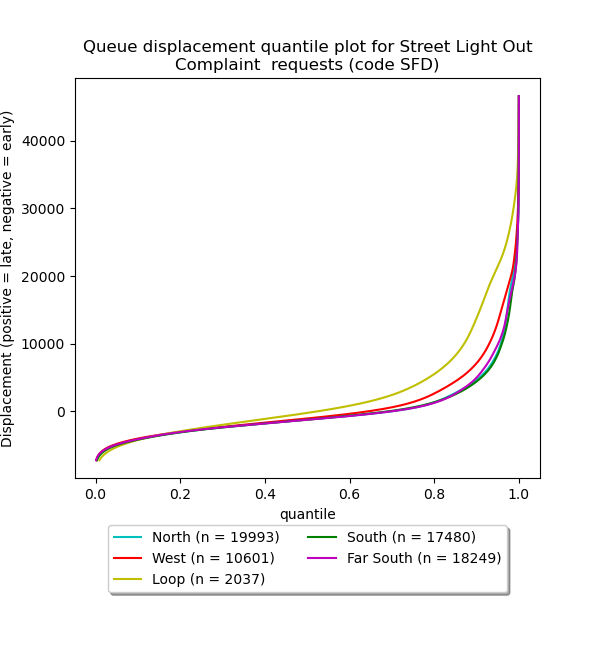 Queue displacement quantile plot for Street Light Out
Complaint  requests (code SFD)
Displacement (positive = late, negative = early)
40000
30000
20000
10000
0
0.0 0.2 0.4 0.6 0.8 1.0
quantile
North (n = 19993) South (n = 17480)
West (n = 10601) Far South (n = 18249)
Loop (n = 2037)